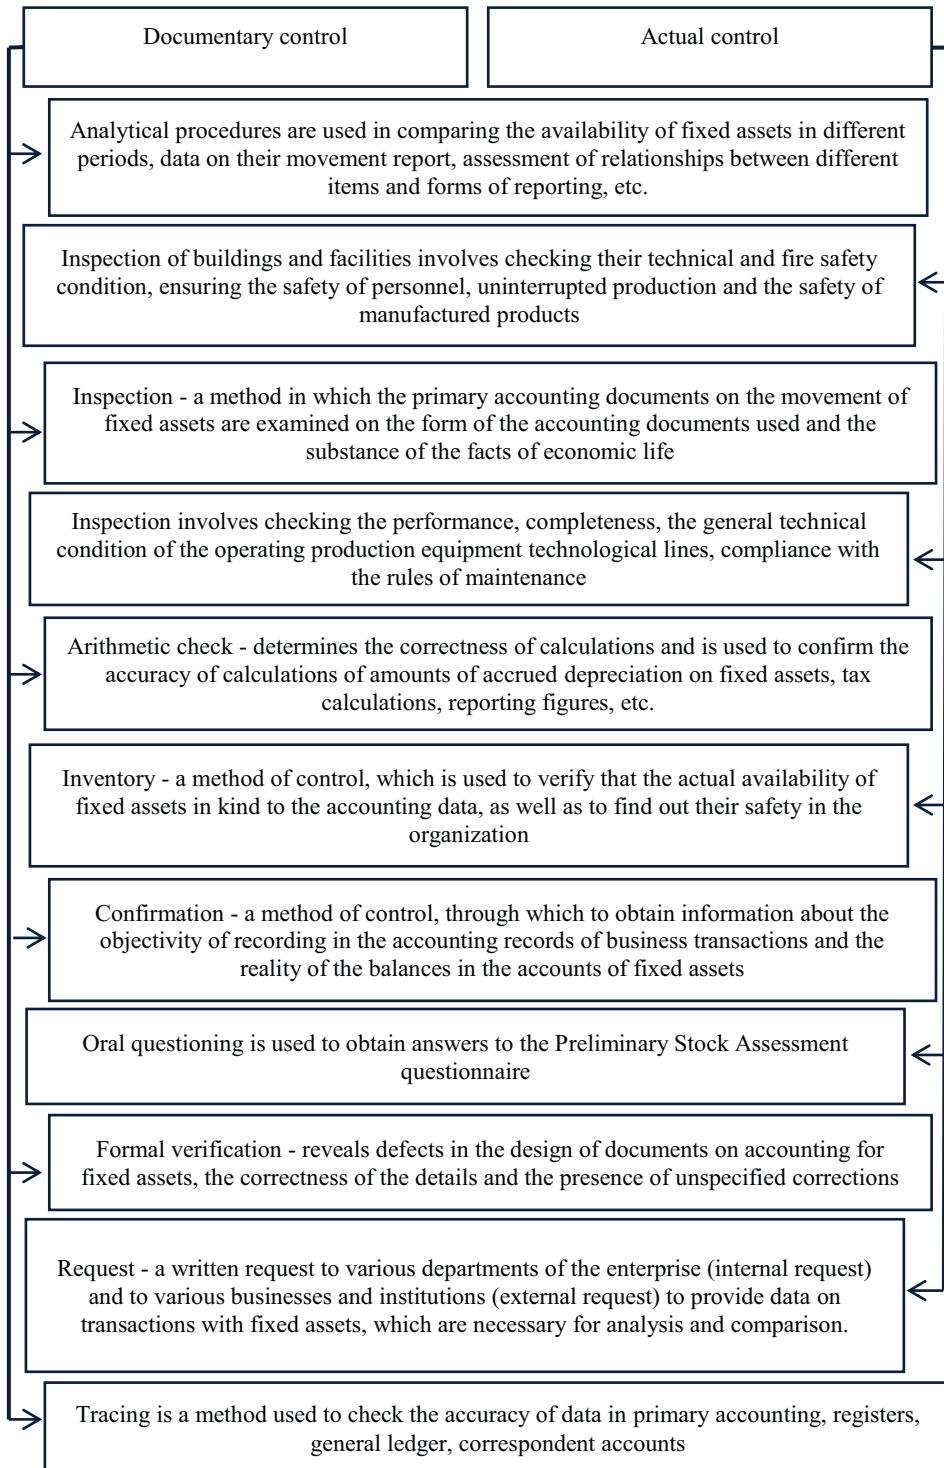 Documentary control
Actual control
Analytical procedures are used in comparing the availability of fixed assets in different
periods, data on their movement report, assessment of relationships between different
items and forms of reporting, etc.
Inspection of buildings and facilities involves checking their technical and fire safety
condition, ensuring the safety of personnel, uninterrupted production and the safety of
manufactured products
Inspection - a method in which the primary accounting documents on the movement of
fixed assets are examined on the form of the accounting documents used and the
substance of the facts of economic life
Inspection involves checking the performance, completeness, the general technical
condition of the operating production equipment technological lines, compliance with
the rules of maintenance
Arithmetic check - determines the correctness of calculations and is used to confirm the
accuracy of calculations of amounts of accrued depreciation on fixed assets, tax
calculations, reporting figures, etc.
Inventory - a method of control, which is used to verify that the actual availability of
fixed assets in kind to the accounting data, as well as to find out their safety in the
organization
Confirmation - a method of control, through which to obtain information about the
objectivity of recording in the accounting records of business transactions and the
reality of the balances in the accounts of fixed assets
Oral questioning is used to obtain answers to the Preliminary Stock Assessment
questionnaire
Formal verification - reveals defects in the design of documents on accounting for
fixed assets, the correctness of the details and the presence of unspecified corrections
Request - a written request to various departments of the enterprise (internal request)
and to various businesses and institutions (external request) to provide data on
transactions with fixed assets, which are necessary for analysis and comparison.
Tracing is a method used to check the accuracy of data in primary accounting, registers,
general ledger, correspondent accounts